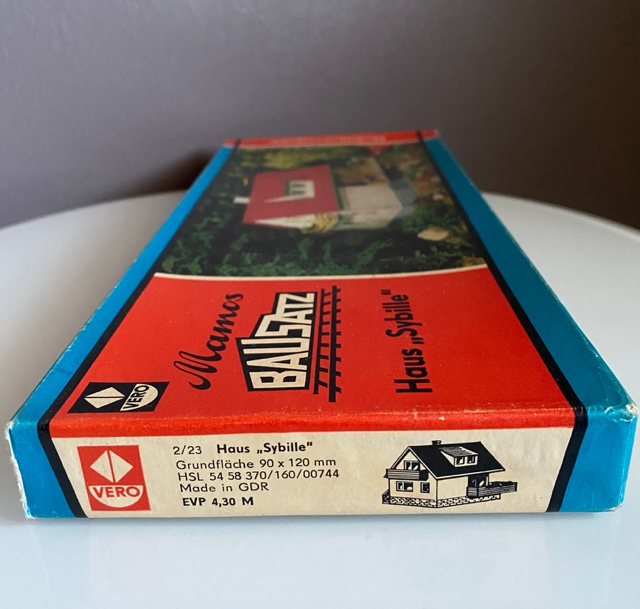 Mamos
BAUSATZ
Haus „Sybille"
VERO
VERO
2/23 Haus „Sybille"
Grundfläche 90 x 120 mm
HSL 54 58 370/160/00744
Made in GDR
EVP 4,30 M